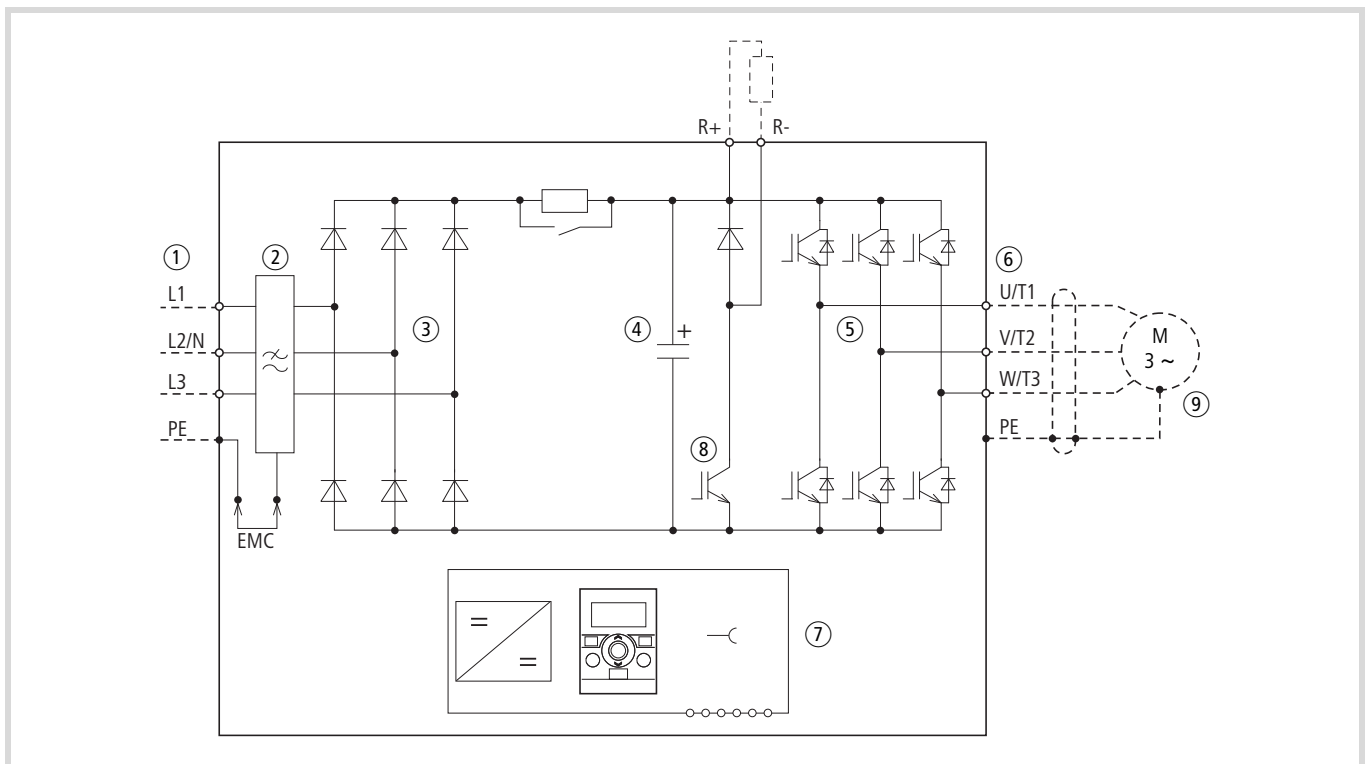 R+ R-
① ② ⑥
L1 U/T1
③ ④ + ⑤
L2/N V/T2 M
3 ~
L3 W/T3 ⑨
PE PE
⑧
EMC
⑦